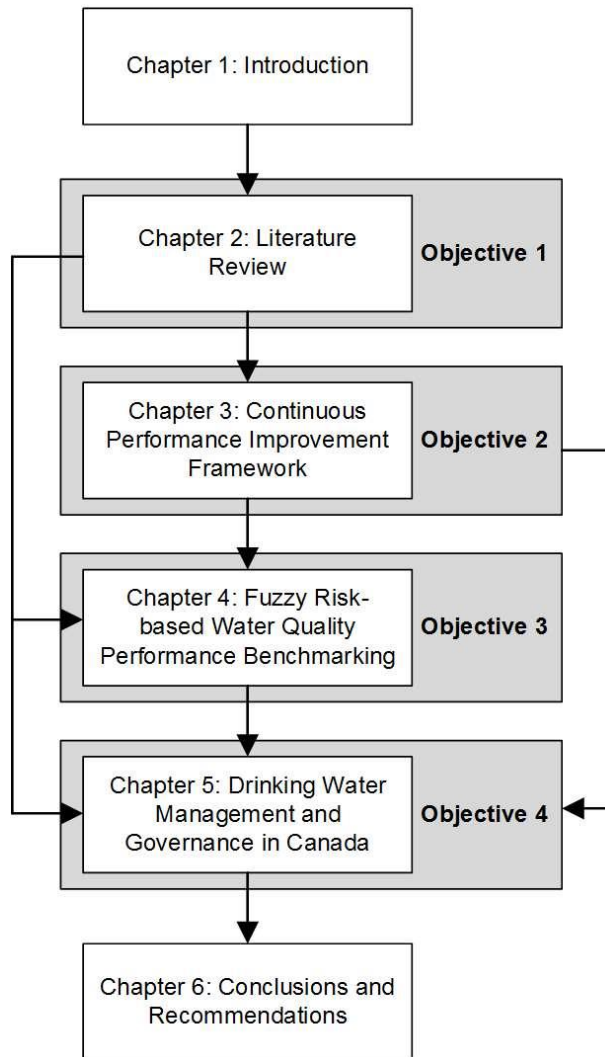 Chapter 1: Introduction
Chapter 2: Literature
Review
Objective 1
Chapter 3: Continuous
Performance Improvement
Framework
Objective 2
Chapter 4: Fuzzy Risk-
based Water Quality
Performance Benchmarking
Objective 3
Chapter 5: Drinking Water
Management and
Governance in Canada
Objective 4
Chapter 6: Conclusions and
Recommendations